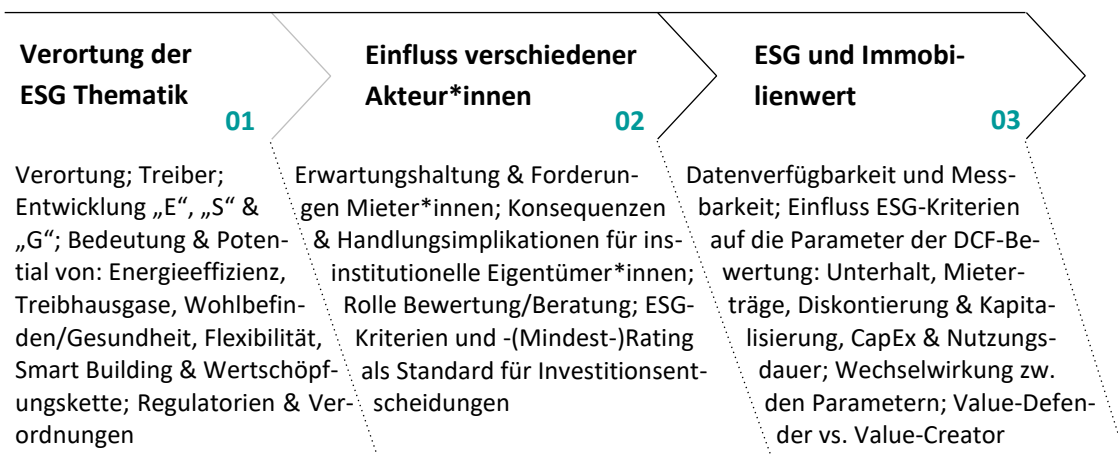 Verortung der
ESG Thematik
01
Verortung; Treiber;
Entwicklung „E“, „S“ &
„G“; Bedeutung & Poten-
tial von: Energieeffizienz,
Treibhausgase, Wohlbefin-
den/Gesundheit, Flexibilität,
Smart Building & Wertschöpf-
ungskette; Regulatorien & Ver-
ordnungen
Einfluss verschiedener
Akteur*innen
02
Erwartungshaltung & Forderun-
gen Mieter*innen; Konsequenzen
& Handlungsimplikationen für ins-
institutionelle Eigentümer*innen;
Rolle Bewertung/Beratung; ESG-
Kriterien und -(Mindest-)Rating
als Standard für Investitionsent-
scheidungen
ESG und Immobi-
lienwert
03
Datenverfügbarkeit und Mess-
barkeit; Einfluss ESG-Kriterien
auf die Parameter der DCF-Be-
wertung: Unterhalt, Mieter-
träge, Diskontierung & Kapita-
lisierung, CapEx & Nutzungs-
dauer; Wechselwirkung zw.
den Parametern; Value-Defen-
der vs. Value-Creator